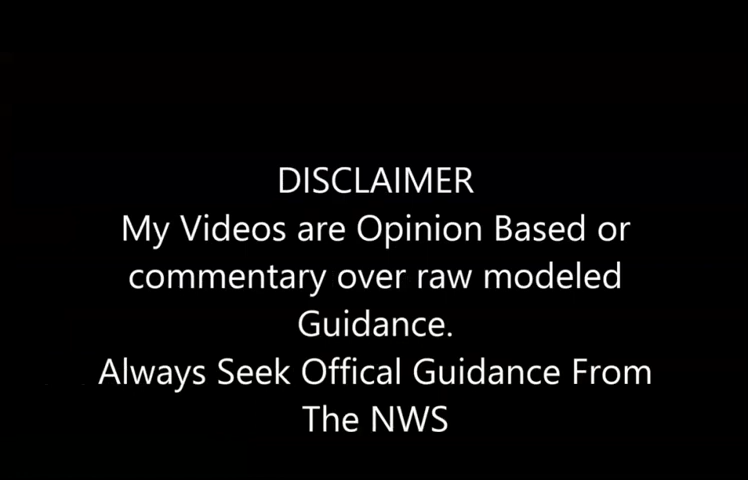 DISCLAIMER
My Videos are Opinion Based or
commentary over raw modeled
Guidance.
Always Seek Offical Guidance From
The NWS